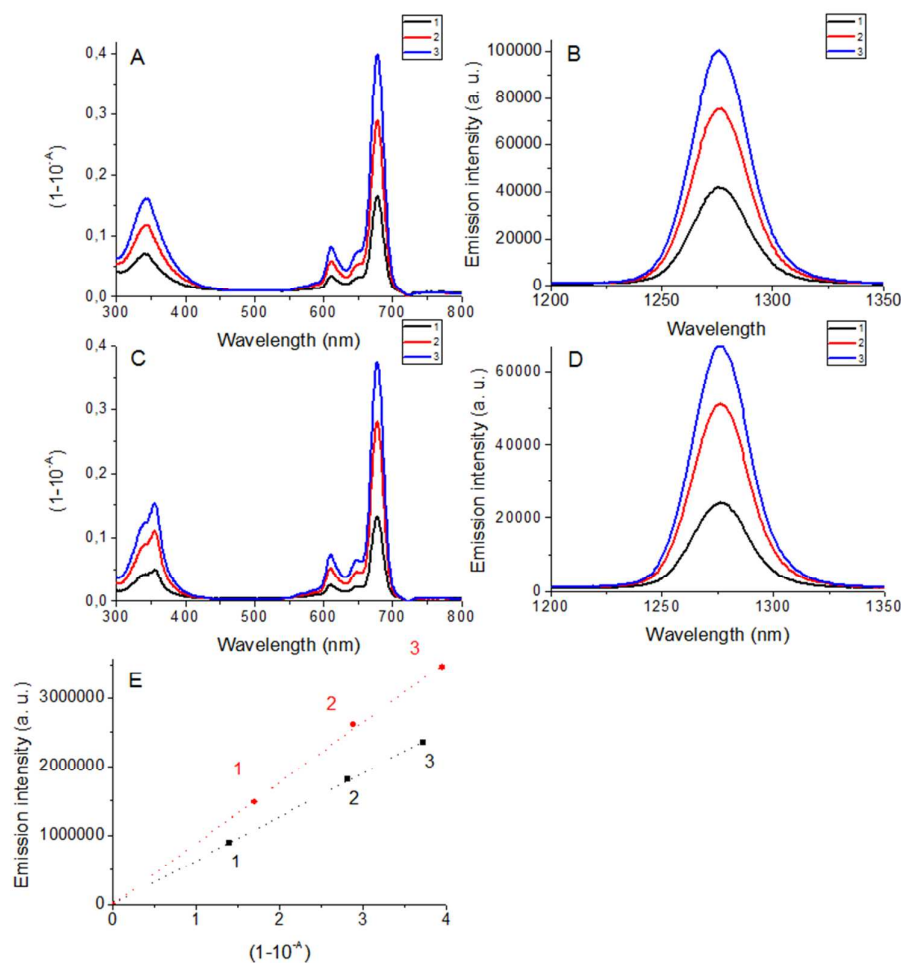 A
1
2
3
0,4
0,3
0,2
0,1
0,0
(1-10⁻ᴬ)
300 400 500 600 700 800
Wavelength (nm)
B
1
2
3
100000
80000
60000
40000
20000
0
Emission intensity (a. u.)
1200 1250 1300 1350
Wavelength
C
1
2
3
0,4
0,3
0,2
0,1
0,0
(1-10⁻ᴬ)
300 400 500 600 700 800
Wavelength (nm)
D
1
2
3
60000
40000
20000
0
Emission intensity (a. u.)
1200 1250 1300 1350
Wavelength (nm)
E
3000000
2000000
1000000
0
Emission intensity (a. u.)
1
2
3
1
2
3
0 1 2 3 4
(1-10⁻ᴬ)